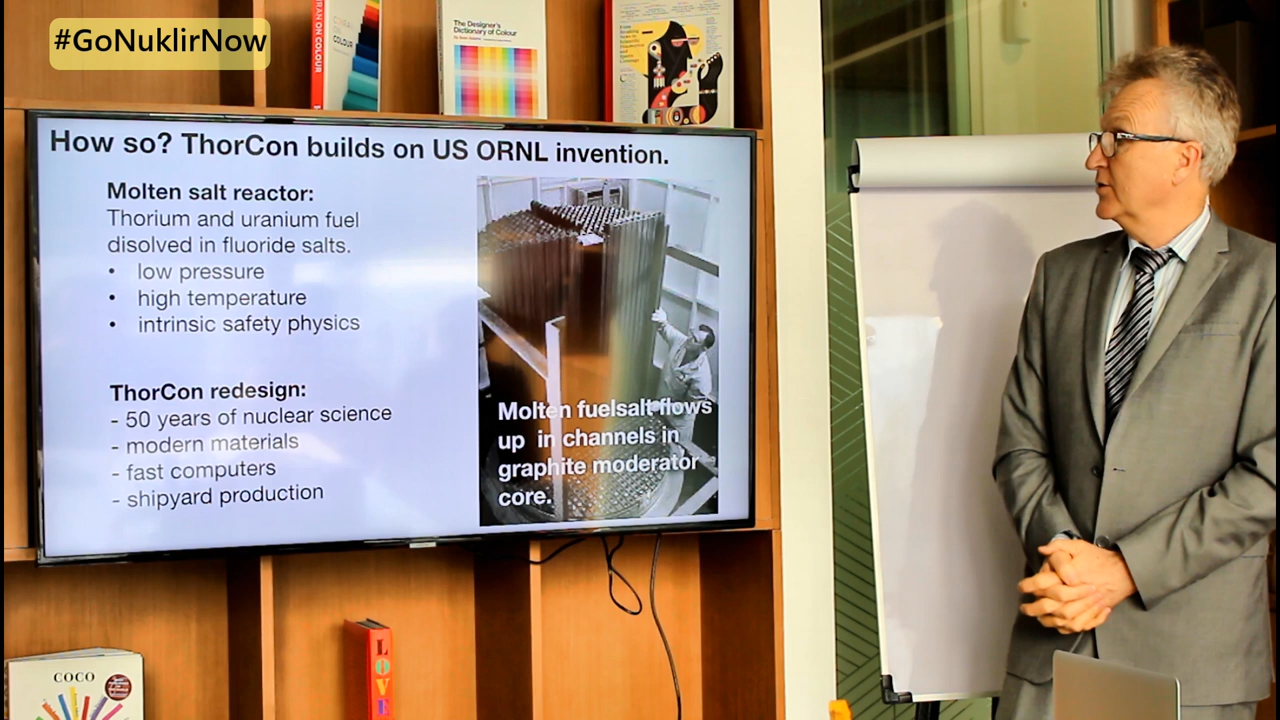 #GoNuklirNow
COLOUR
The Designer's
Dictionary of Colour
How so? ThorCon builds on US ORNL invention.
Molten salt reactor:
Thorium and uranium fuel
disolved in fluoride salts.
• low pressure
• high temperature
• intrinsic safety physics
ThorCon redesign:
- 50 years of nuclear science
- modern materials
- fast computers
- shipyard production
Molten fuelsalt flows
up in channels in
graphite moderator
core.
COCO
LOVE